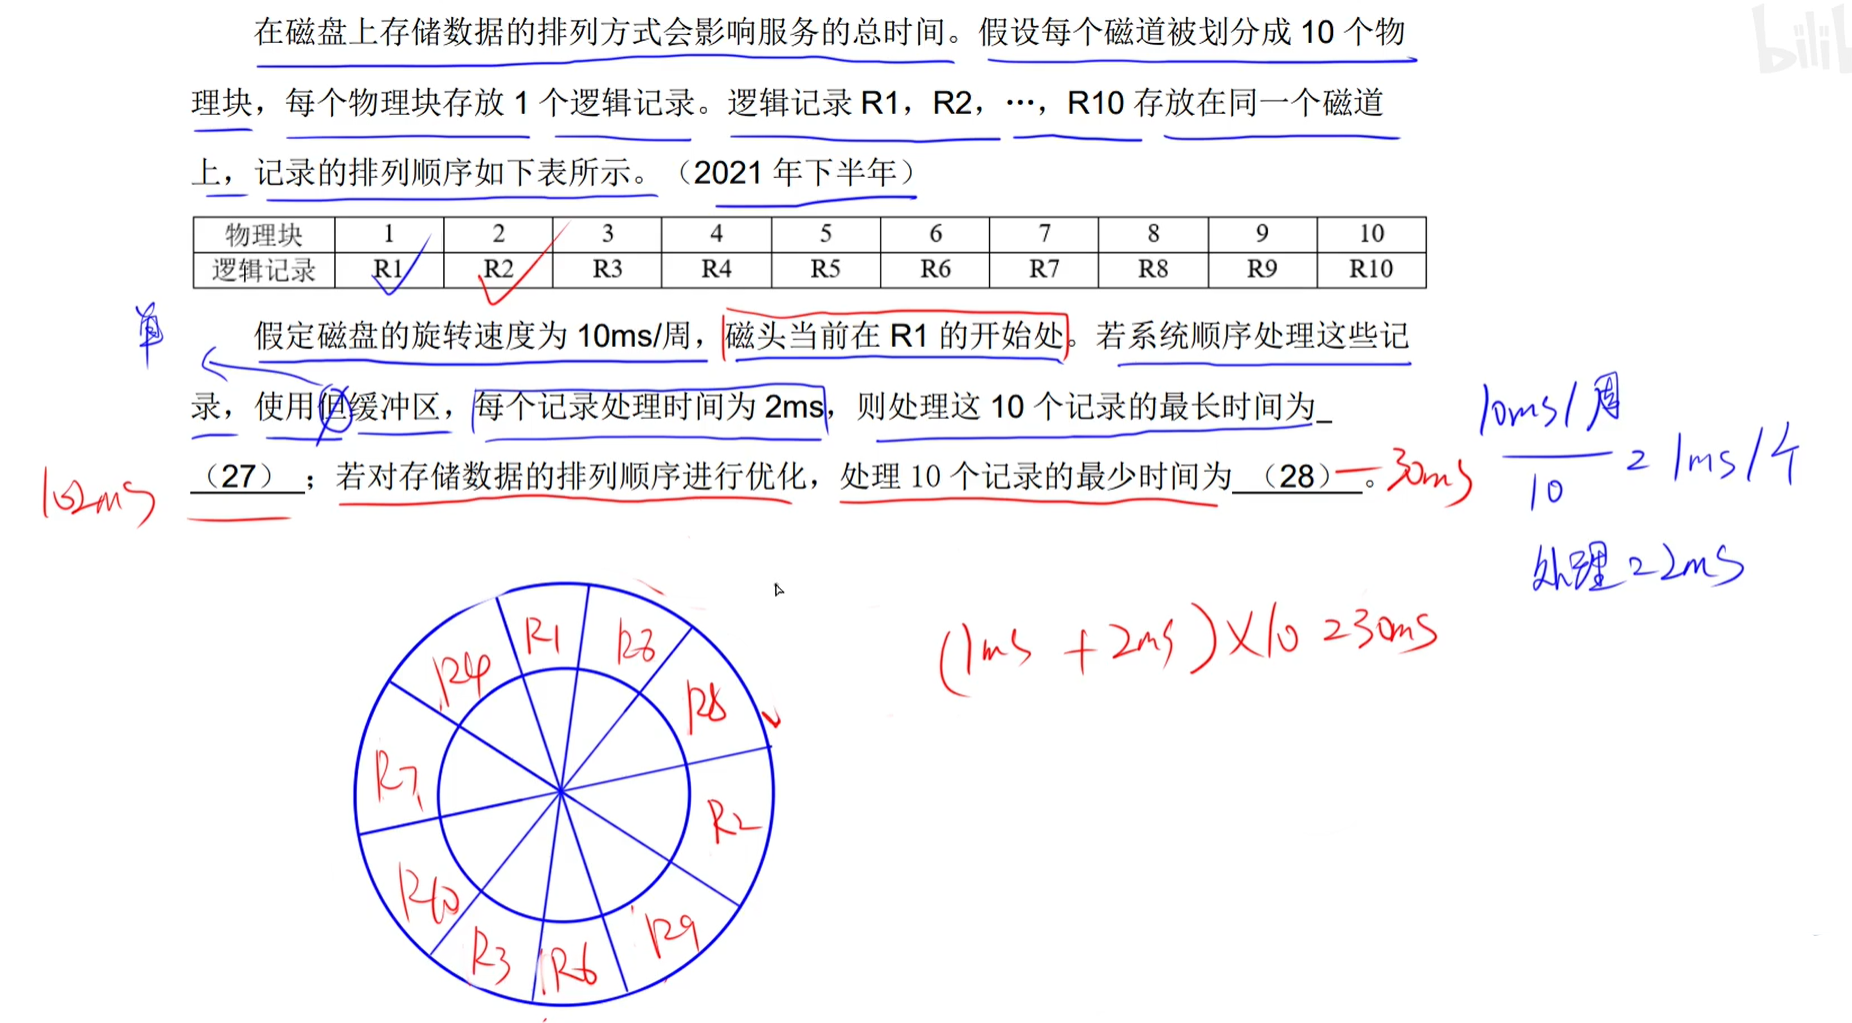 bilib
在磁盘上存储数据的排列方式会影响服务的总时间。假设每个磁道被划分成 10 个物
理块，每个物理块存放 1 个逻辑记录。逻辑记录 R1，R2，…，R10 存放在同一个磁道
上，记录的排列顺序如下表所示。（2021 年下半年）
物理块 1 2 3 4 5 6 7 8 9 10
逻辑记录 R1 R2 R3 R4 R5 R6 R7 R8 R9 R10
单
假定磁盘的旋转速度为 10ms/周，磁头当前在 R1 的开始处。若系统顺序处理这些记
录，使用但缓冲区，每个记录处理时间为 2ms，则处理这 10 个记录的最长时间为_
102ms （27）；若对存储数据的排列顺序进行优化，处理 10 个记录的最少时间为 （28） 。 30ms
10ms/周
10
= 1ms/个
处理=2ms
(1ms + 2ms) × 10 = 30ms
R1
R4
R8
R7
R2
R10
R9
R3
R6